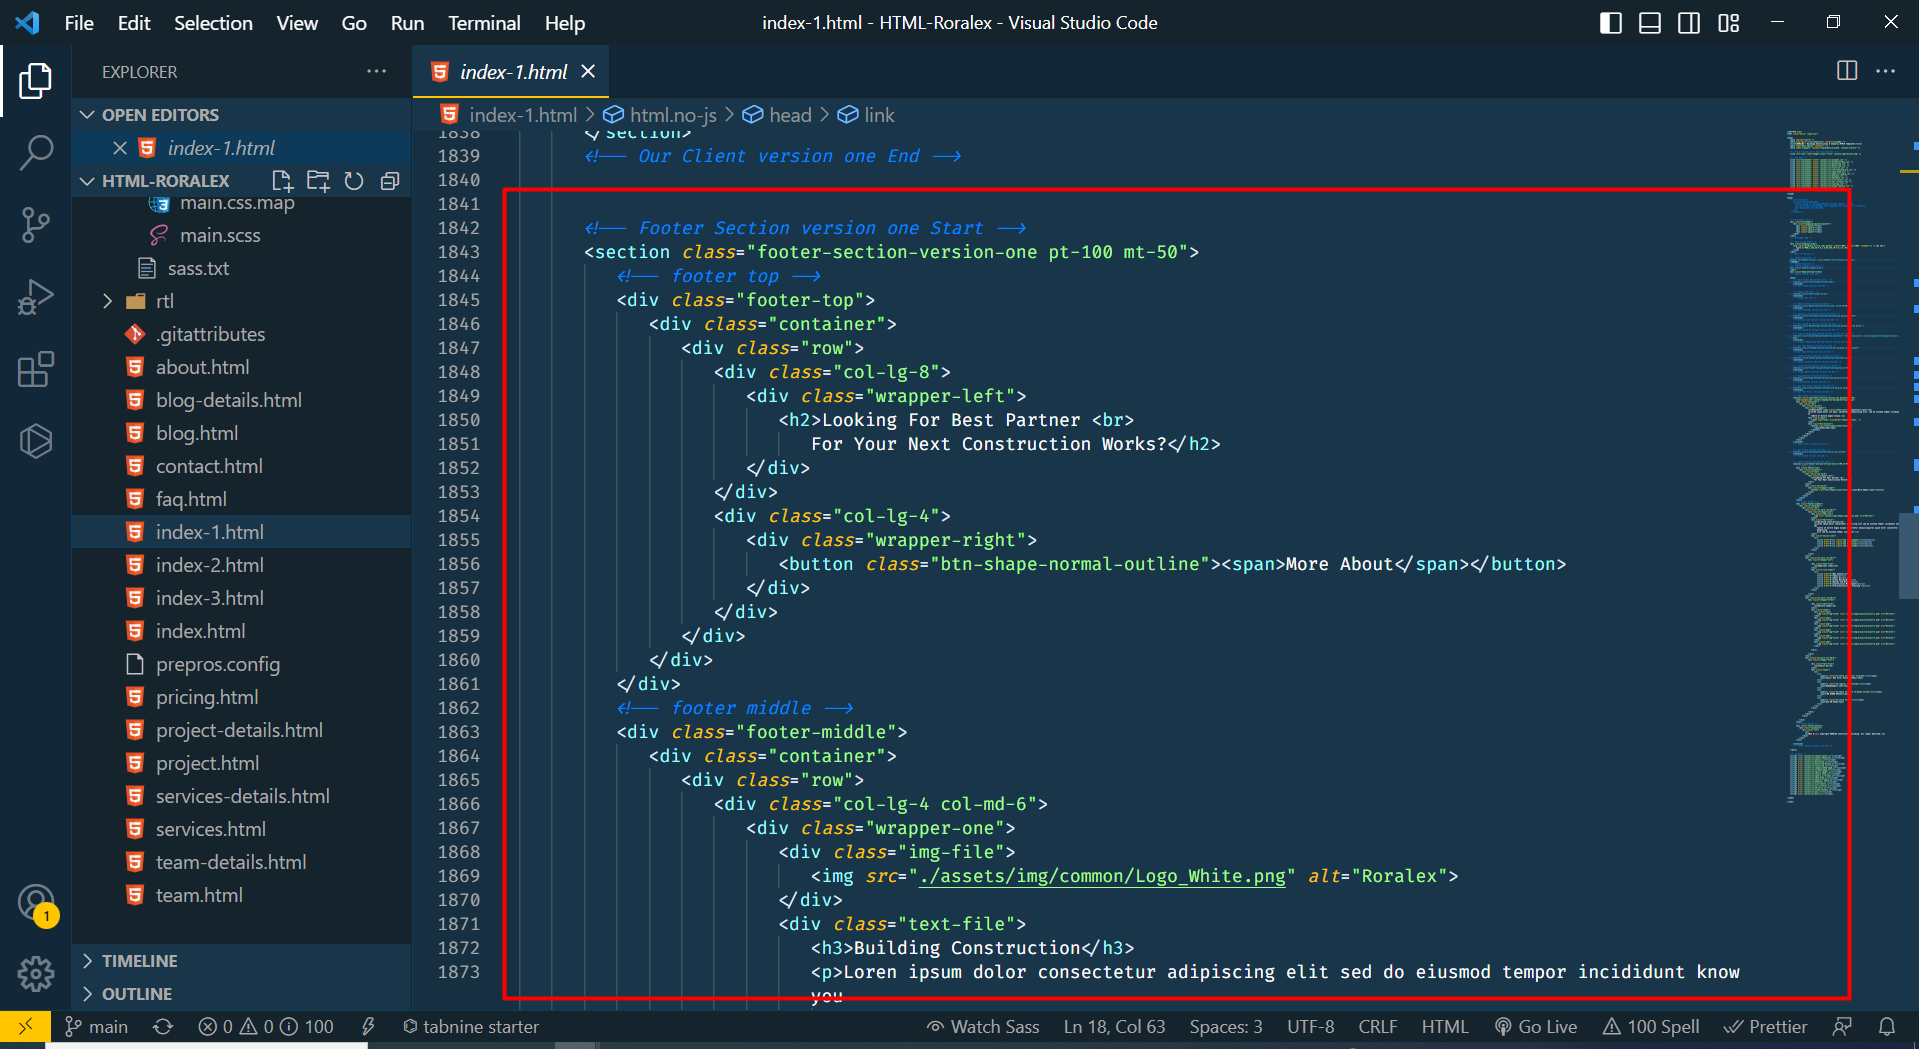 File Edit Selection View Go Run Terminal Help
index-1.html - HTML-Roralex - Visual Studio Code
EXPLORER
index-1.html
OPEN EDITORS
index-1.html
HTML-RORALEX
main.css.map
main.scss
sass.txt
rtl
.gitattributes
about.html
blog-details.html
blog.html
contact.html
faq.html
index-1.html
index-2.html
index-3.html
index.html
prepros.config
pricing.html
project-details.html
project.html
services-details.html
services.html
team-details.html
team.html
TIMELINE
OUTLINE
1
index-1.html > html.no-js > head > link
1838 </section>
1839 <!-- Our Client version one End -->
1840
1841
1842 <!-- Footer Section version one Start -->
1843 <section class="footer-section-version-one pt-100 mt-50">
1844 <!-- footer top -->
1845 <div class="footer-top">
1846 <div class="container">
1847 <div class="row">
1848 <div class="col-lg-8">
1849 <div class="wrapper-left">
1850 <h2>Looking For Best Partner <br>
1851 For Your Next Construction Works?</h2>
1852 </div>
1853 </div>
1854 <div class="col-lg-4">
1855 <div class="wrapper-right">
1856 <button class="btn-shape-normal-outline"><span>More About</span></button>
1857 </div>
1858 </div>
1859 </div>
1860 </div>
1861 </div>
1862 <!-- footer middle -->
1863 <div class="footer-middle">
1864 <div class="container">
1865 <div class="row">
1866 <div class="col-lg-4 col-md-6">
1867 <div class="wrapper-one">
1868 <div class="img-file">
1869 <img src="./assets/img/common/Logo_White.png" alt="Roralex">
1870 </div>
1871 <div class="text-file">
1872 <h3>Building Construction</h3>
1873 <p>Loren ipsum dolor consectetur adipiscing elit sed do eiusmod tempor incididunt know
you
main 0 0 100 tabnine starter Watch Sass Ln 18, Col 63 Spaces: 3 UTF-8 CRLF HTML Go Live 100 Spell Prettier